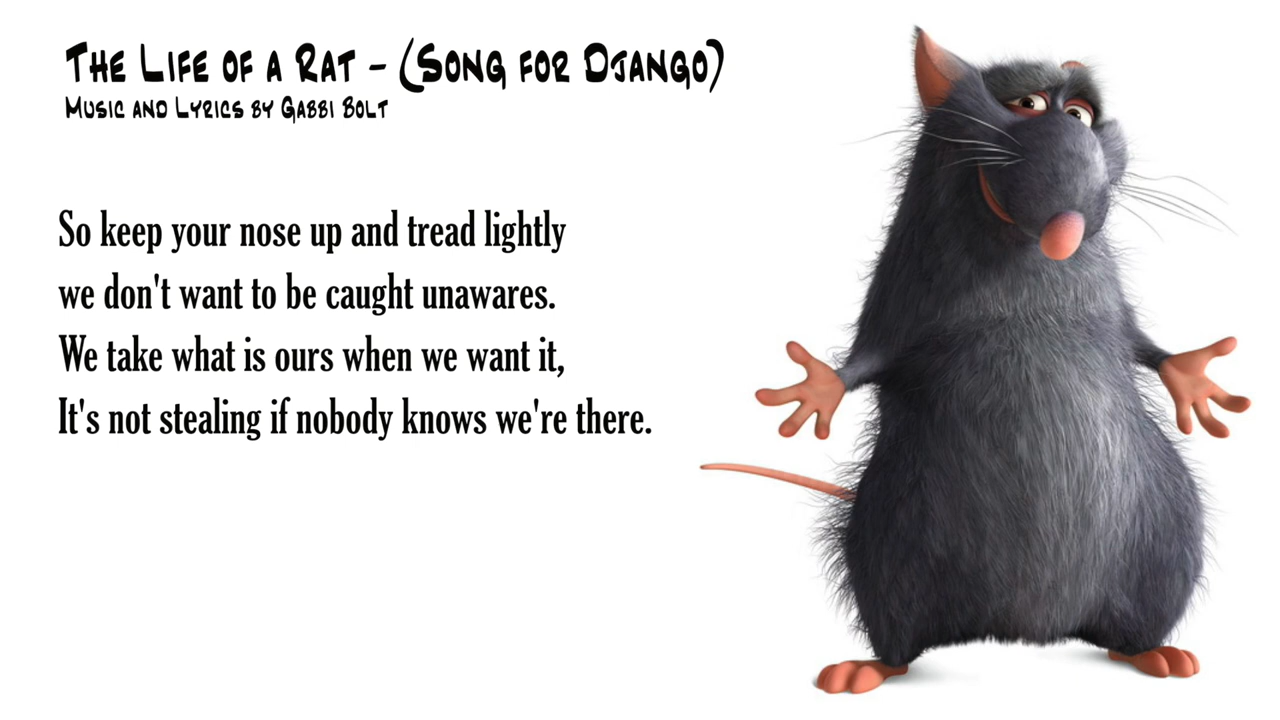 The Life of a Rat - (Song for Django)
Music and Lyrics by Gabbi Bolt
So keep your nose up and tread lightly
we don't want to be caught unawares.
We take what is ours when we want it,
It's not stealing if nobody knows we're there.